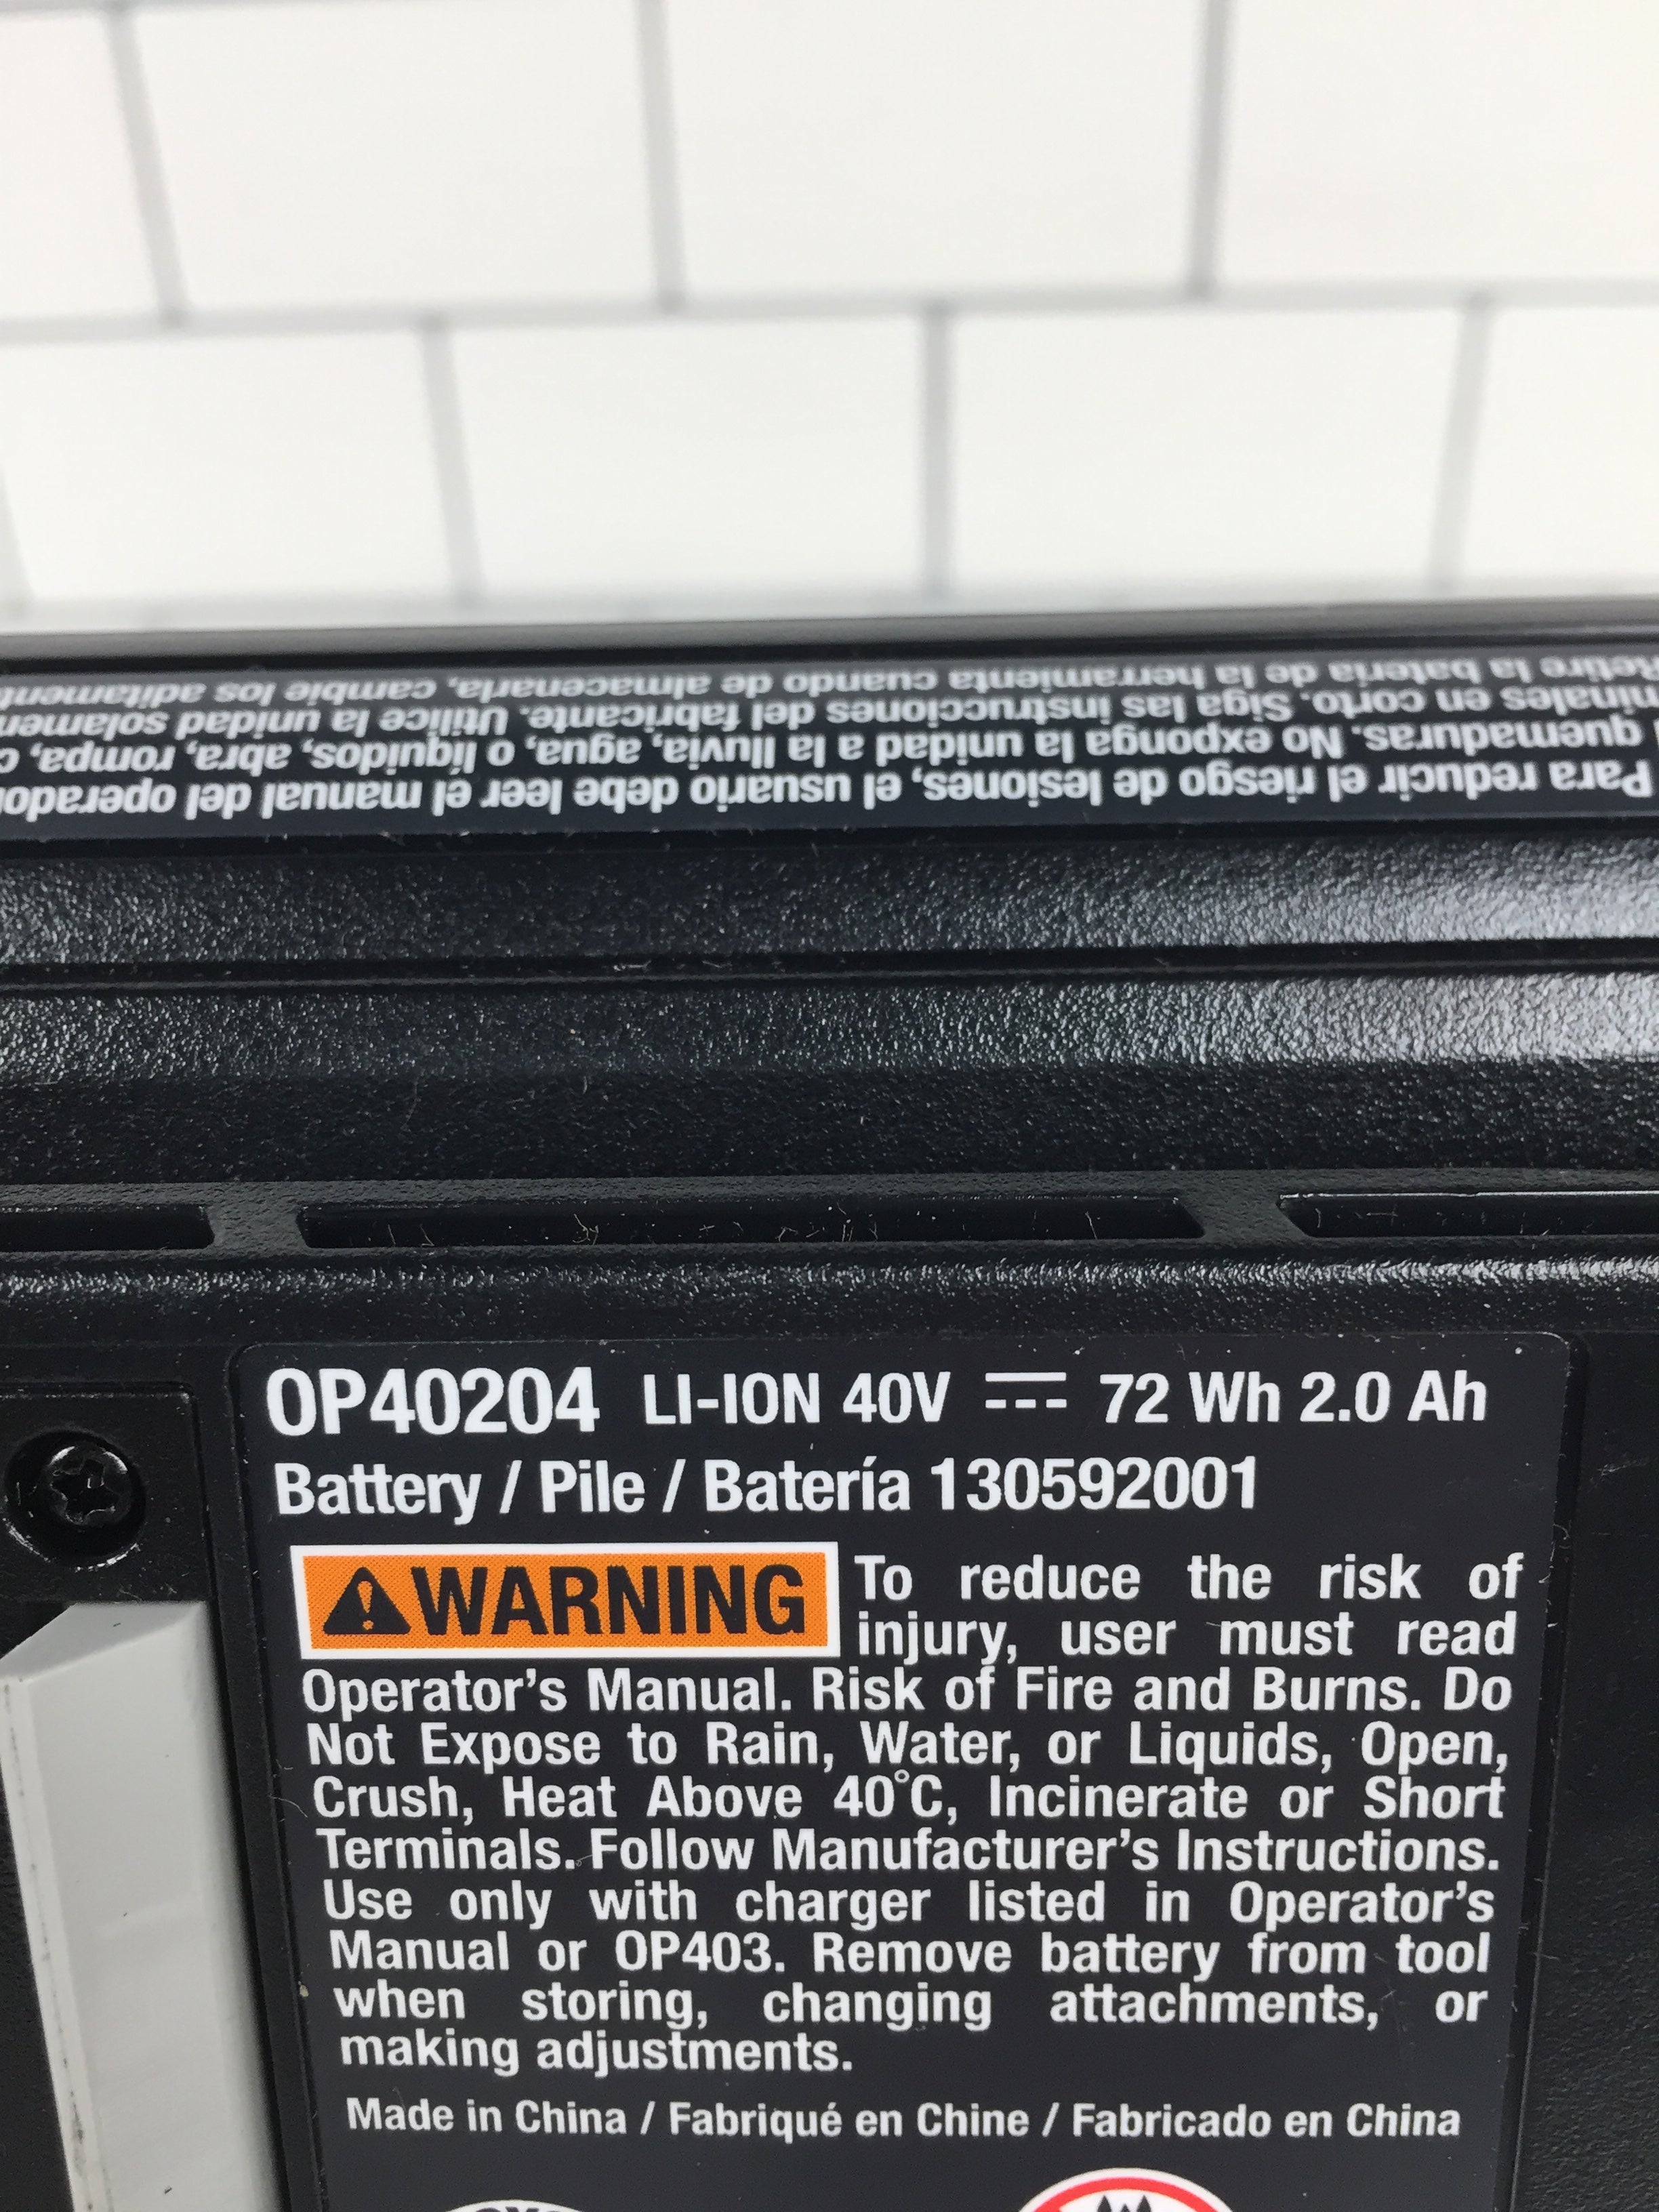 Para reducir el riesgo de lesiones, el usuario debe leer el manual del operador
quemaduras. No exponga la unidad a la lluvia, agua, o líquidos, abra, rompa,
en corto. Siga las instrucciones del fabricante. Utilice la unidad
Retire la batería de la herramienta cuando de almacenarla, cambie los
OP40204 LI-ION 40V ⎓ 72 Wh 2.0 Ah
Battery / Pile / Batería 130592001
⚠WARNING To reduce the risk of
injury, user must read
Operator's Manual. Risk of Fire and Burns. Do
Not Expose to Rain, Water, or Liquids, Open,
Crush, Heat Above 40°C, Incinerate or Short
Terminals. Follow Manufacturer's Instructions.
Use only with charger listed in Operator's
Manual or OP403. Remove battery from tool
when storing, changing attachments, or
making adjustments.
Made in China / Fabriqué en Chine / Fabricado en China